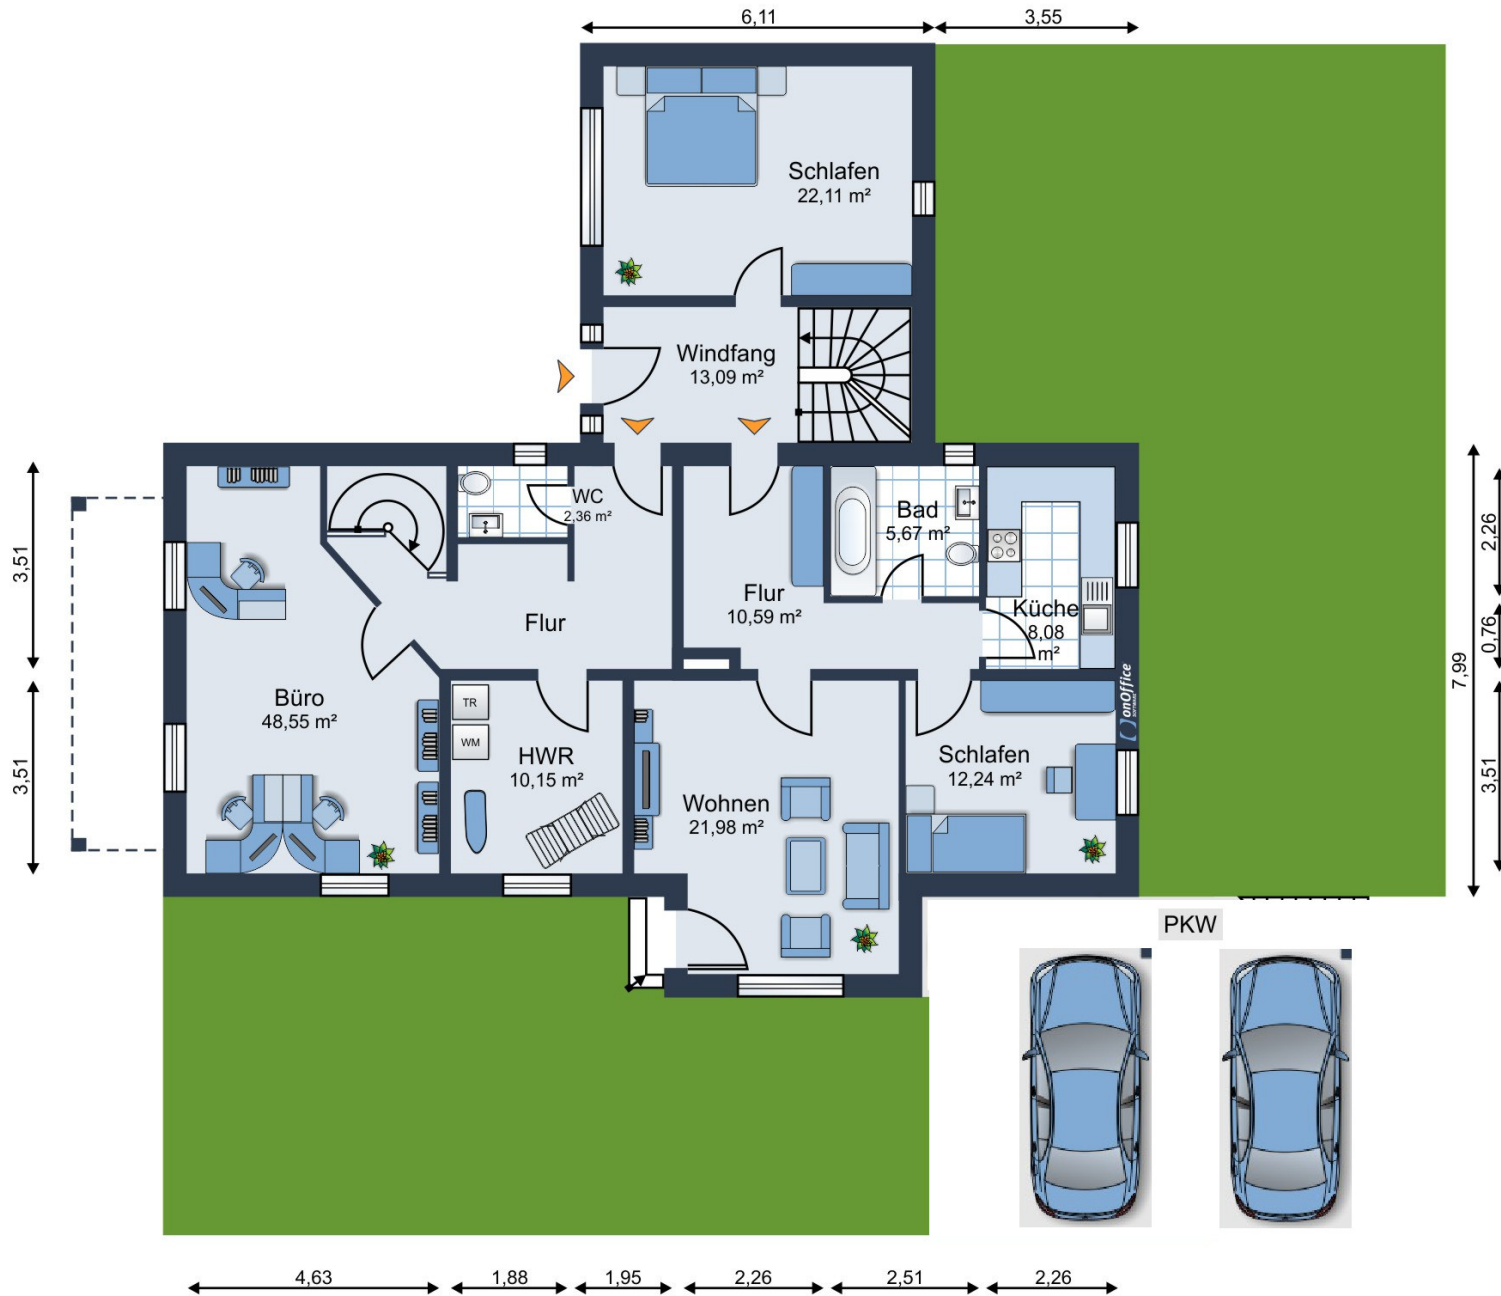 6,11
3,55
Schlafen
22,11 m²
Windfang
13,09 m²
WC
2,36 m²
Bad
5,67 m²
Flur
10,59 m²
Küche
8,08
m²
Flur
Büro
48,55 m²
TR
WM
HWR
10,15 m²
Wohnen
21,98 m²
Schlafen
12,24 m²
onOffice
SOFTWARE
PKW
3,51
3,51
2,26
0,76
7,99
3,51
4,63
1,88
1,95
2,26
2,51
2,26